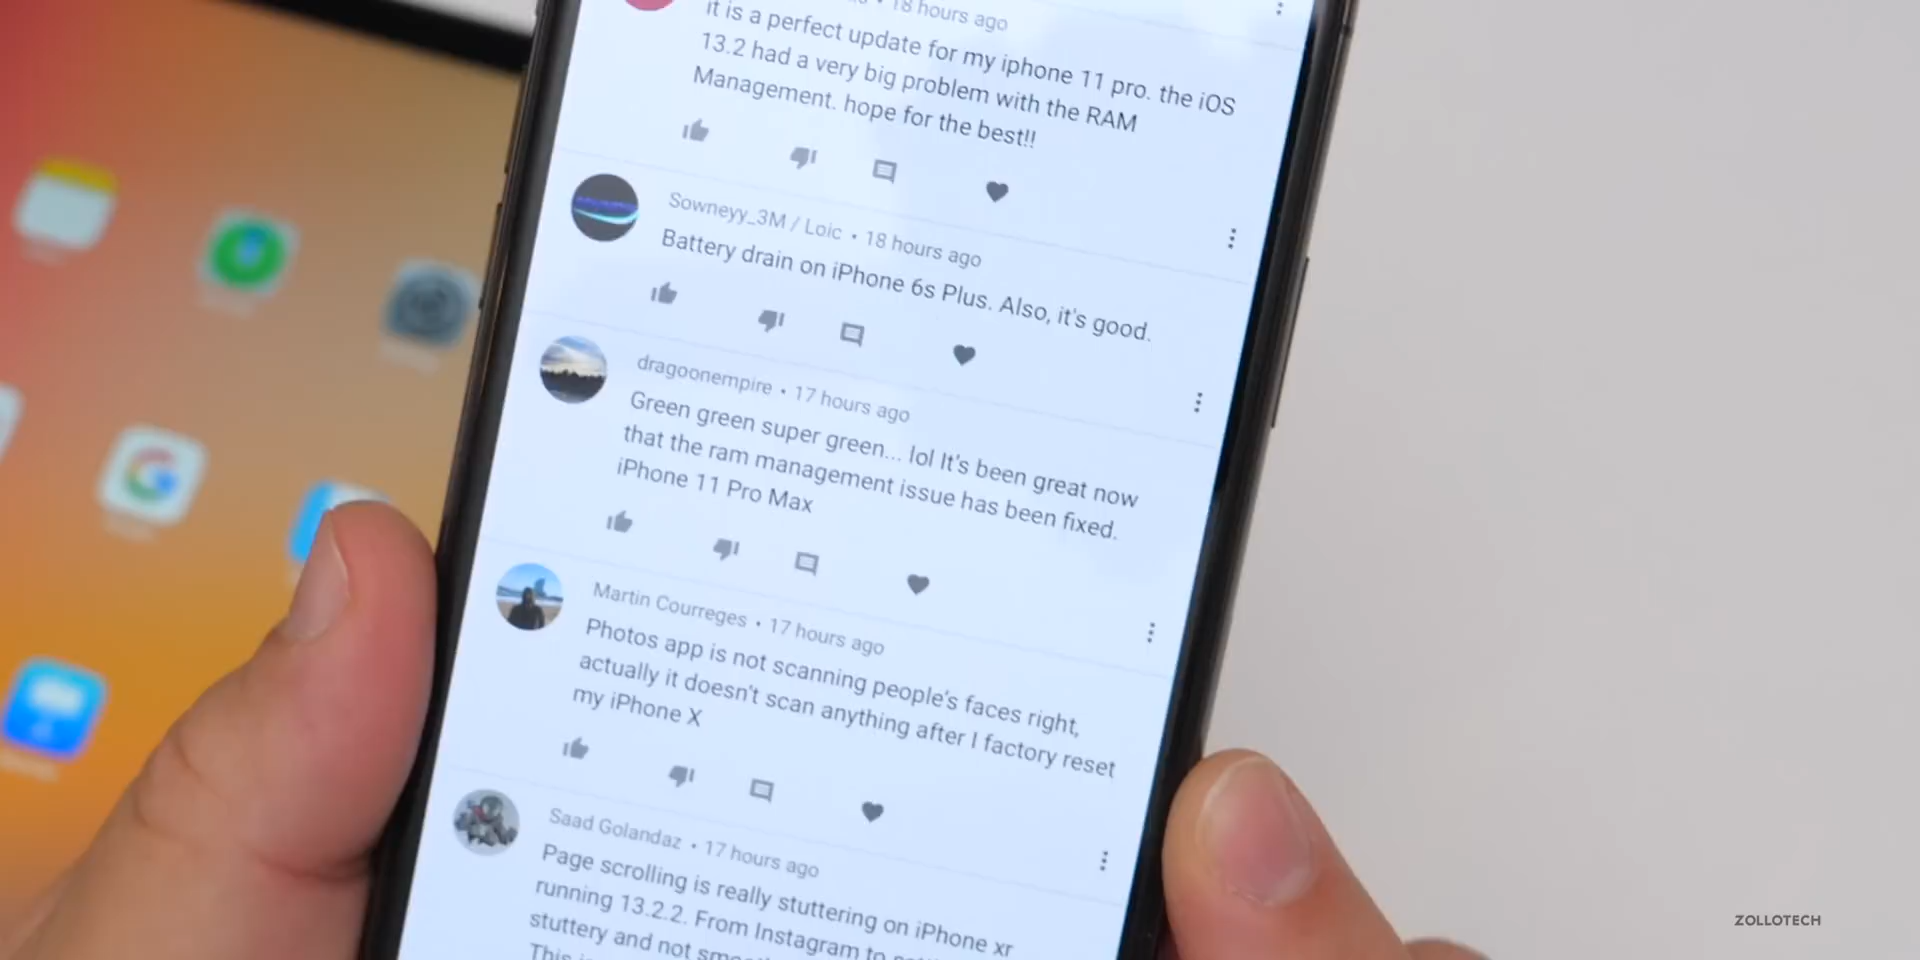 18 hours ago
it is a perfect update for my iphone 11 pro. the iOS
13.2 had a very big problem with the RAM
Management. hope for the best!!
Sowneyy_3M / Loic • 18 hours ago
Battery drain on iPhone 6s Plus. Also, it's good.
dragoonempire • 17 hours ago
Green green super green... lol It's been great now
that the ram management issue has been fixed.
iPhone 11 Pro Max
Martin Courreges • 17 hours ago
Photos app is not scanning people's faces right,
actually it doesn't scan anything after I factory reset
my iPhone X
Saad Golandaz • 17 hours ago
Page scrolling is really stuttering on iPhone xr
running 13.2.2. From Instagram to
stuttery and not
This
ZOLLOTECH